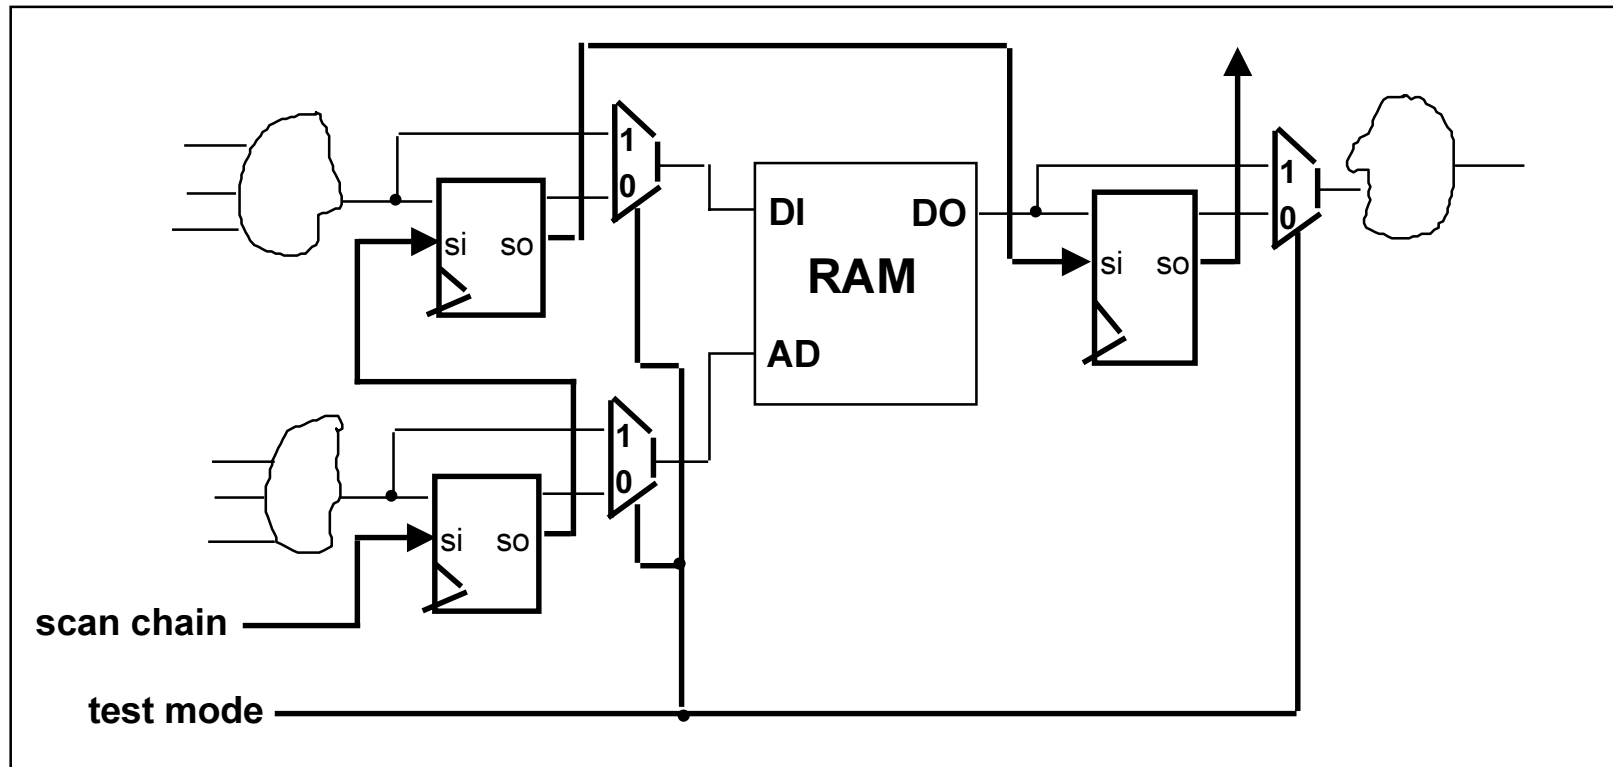 1
0
si so
DI DO
RAM
AD
1
0
si so
1
0
si so
scan chain
test mode